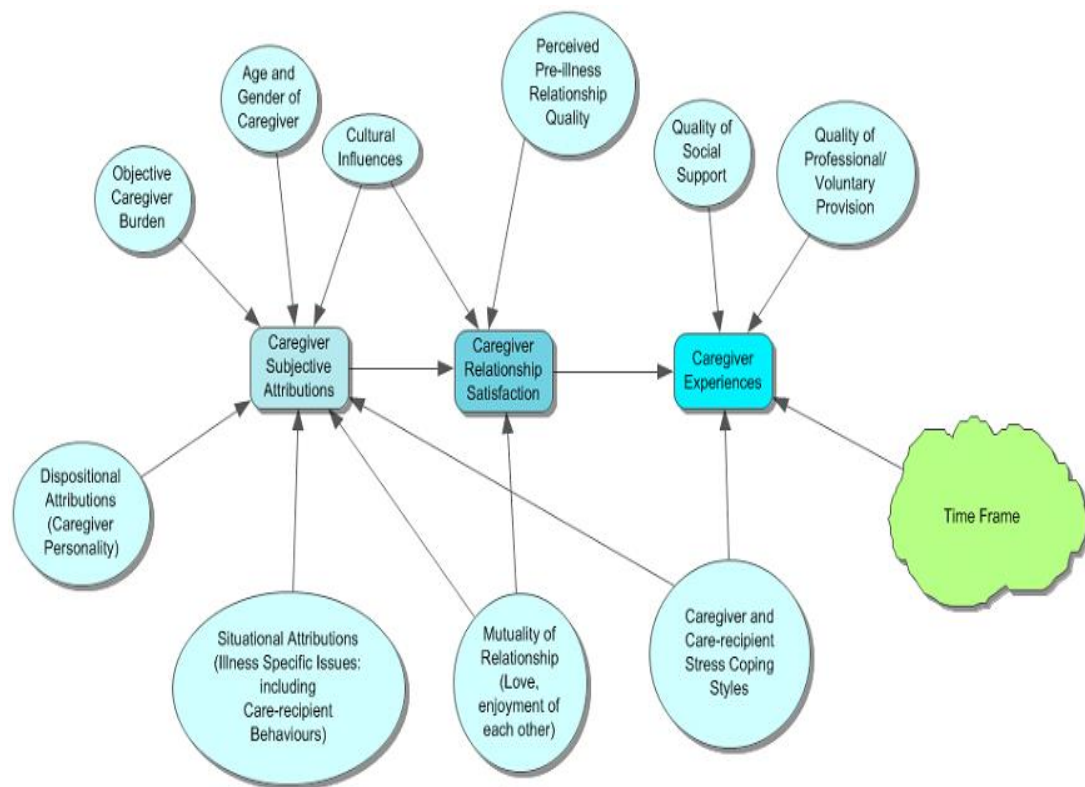 Age and
Gender of
Caregiver
Cultural
Influences
Perceived
Pre-illness
Relationship
Quality
Quality of
Social
Support
Quality of
Professional/
Voluntary
Provision
Objective
Caregiver
Burden
Caregiver
Subjective
Attributions
Caregiver
Relationship
Satisfaction
Caregiver
Experiences
Dispositional
Attributions
(Caregiver
Personality)
Time Frame
Situational Attributions
(Illness Specific Issues:
including
Care-recipient
Behaviours)
Mutuality of
Relationship
(Love,
enjoyment of
each other)
Caregiver and
Care-recipient
Stress Coping
Styles